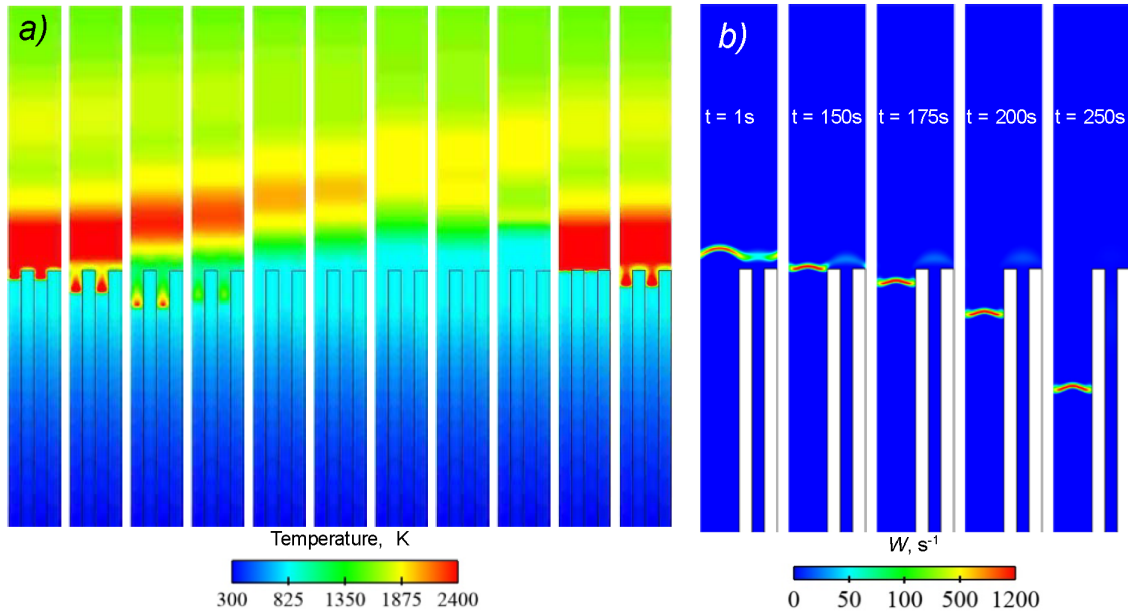 a)
b)
t = 1s
t = 150s
t = 175s
t = 200s
t = 250s
Temperature, K
300 825 1350 1875 2400
W, s⁻¹
0 50 100 500 1200